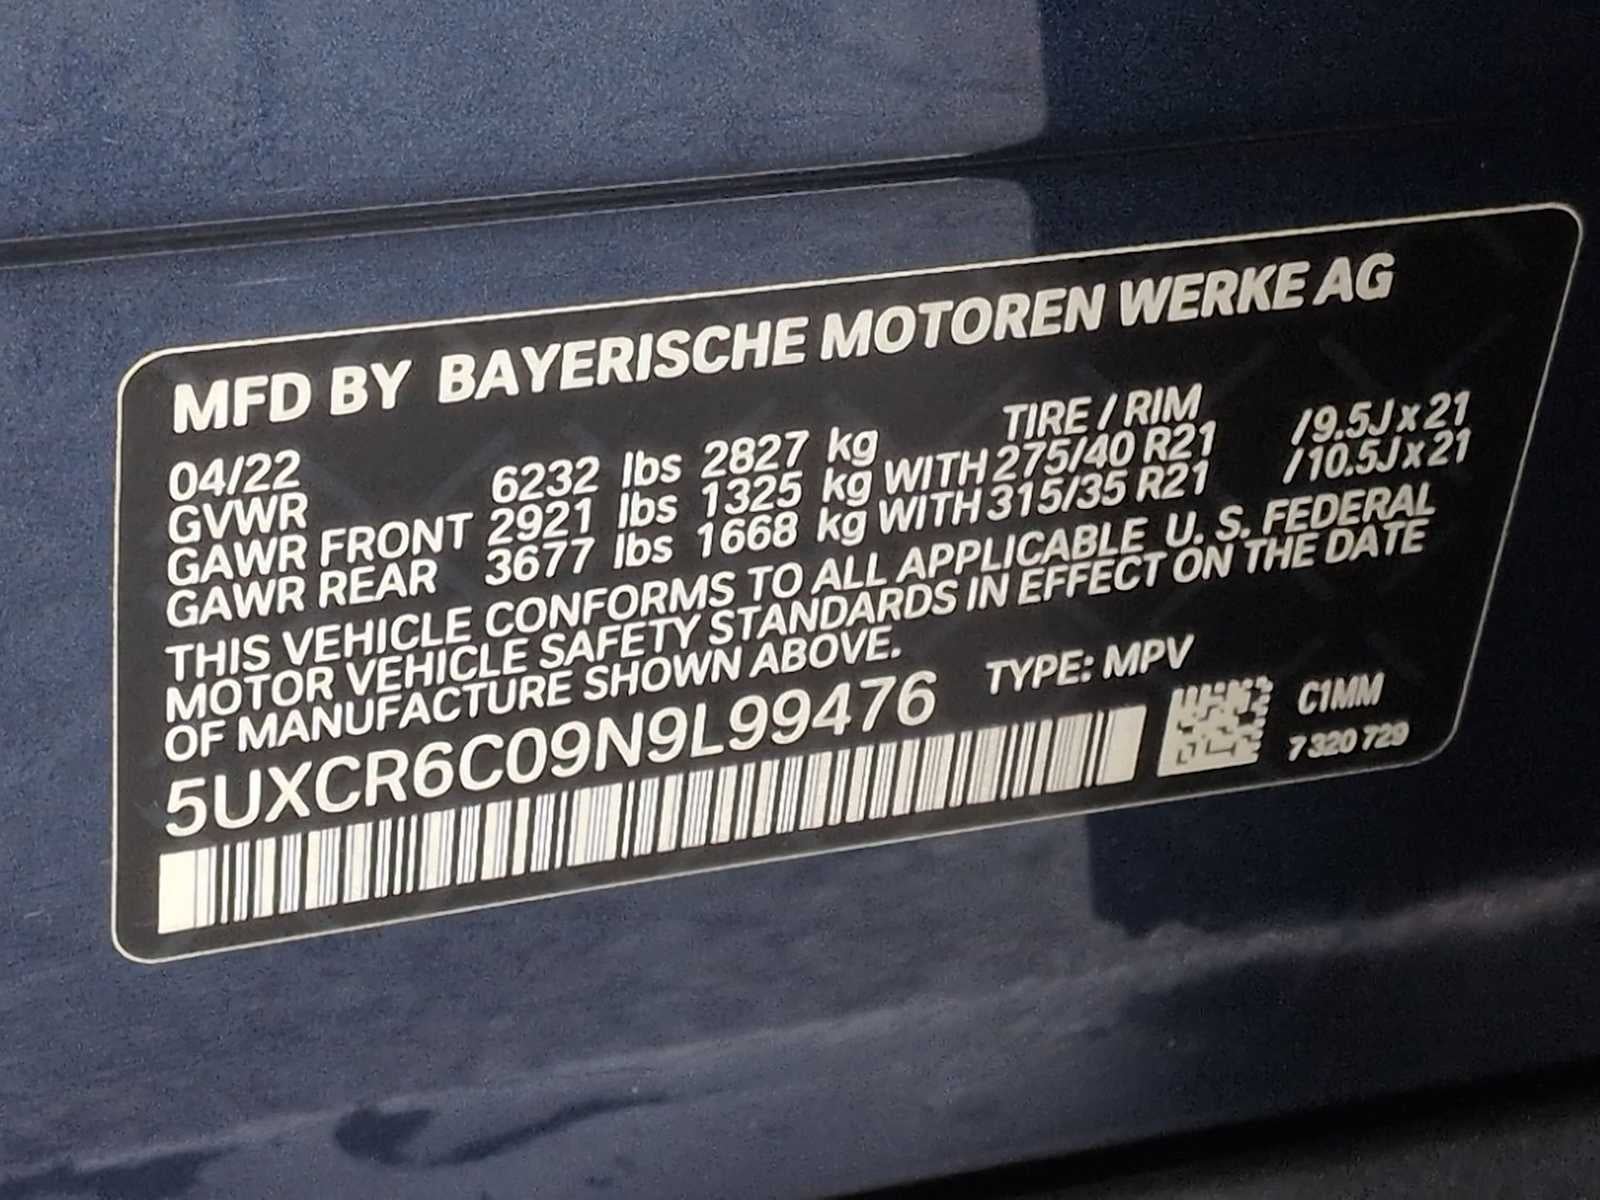 MFD BY BAYERISCHE MOTOREN WERKE AG
04/22 TIRE / RIM
GVWR 6232 lbs 2827 kg
GAWR FRONT 2921 lbs 1325 kg WITH 275/40 R21 /9.5J x 21
GAWR REAR 3677 lbs 1668 kg WITH 315/35 R21 /10.5J x 21
THIS VEHICLE CONFORMS TO ALL APPLICABLE U. S. FEDERAL
MOTOR VEHICLE SAFETY STANDARDS IN EFFECT ON THE DATE
OF MANUFACTURE SHOWN ABOVE.
5UXCR6C09N9L99476 TYPE: MPV
C1MM
7 320 729